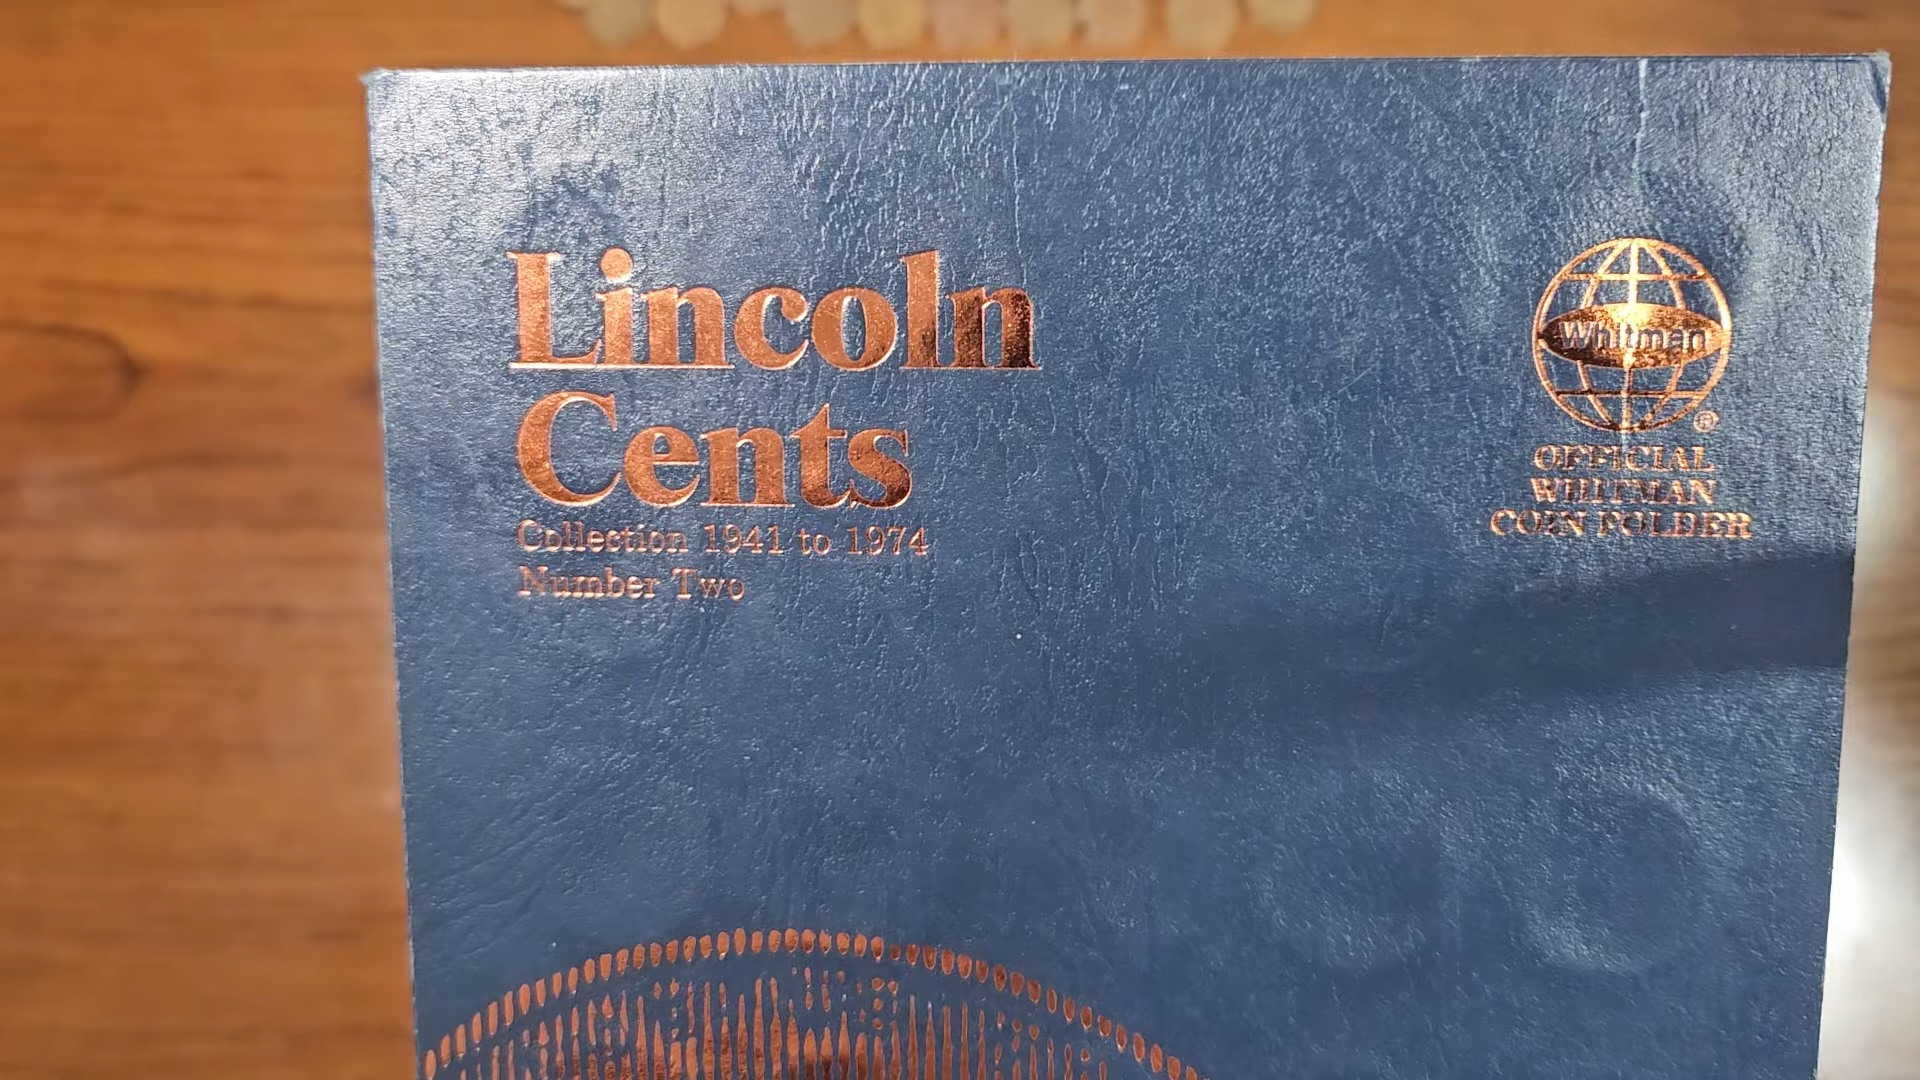 Lincoln
Cents
Collection 1941 to 1974
Number Two
Whitman
®
OFFICIAL
WHITMAN
COIN FOLDER